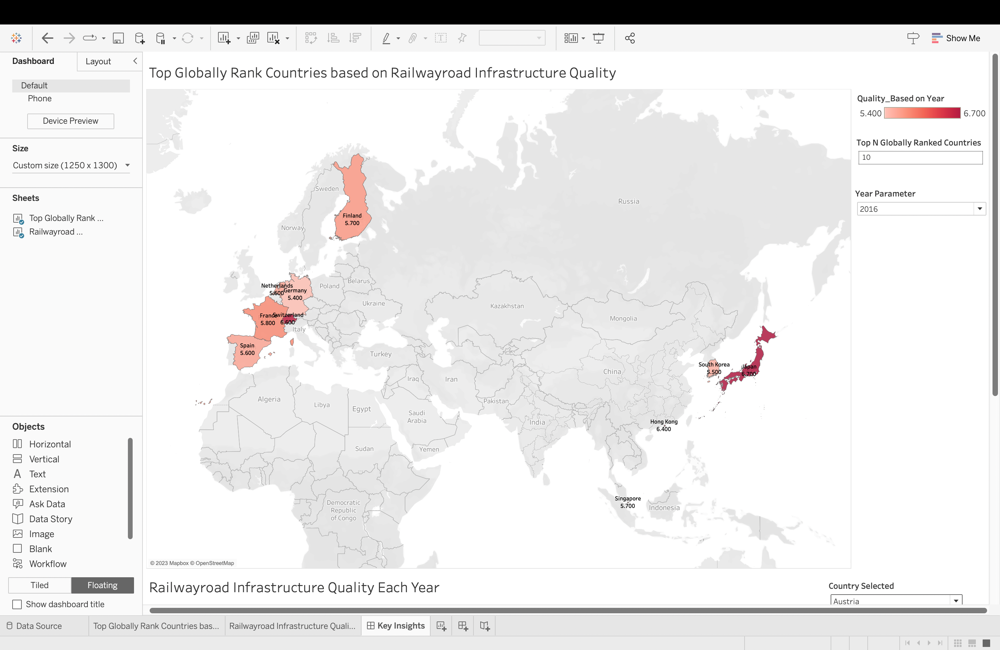 Show Me
Dashboard
Layout
Default
Phone
Device Preview
Size
Custom size (1250 x 1300)
Sheets
Top Globally Rank ...
Railwayroad ...
Objects
Horizontal
Vertical
Text
Extension
Ask Data
Data Story
Image
Blank
Workflow
Tiled
Floating
Show dashboard title
Top Globally Rank Countries based on Railwayroad Infrastructure Quality
Sweden
Finland
5.700
Norway
Russia
Belarus
Poland
Netherlands
5.600
Germany
5.400
Ukraine
Kazakhstan
Mongolia
France
5.800
Switzerland
6.600
Italy
Spain
5.600
Turkey
China
South Korea
5.500
Japan
6.700
Iraq
Iran
Algeria
Libya
Egypt
Pakistan
Saudi
Arabia
India
Hong Kong
6.400
Sudan
Yemen
Democratic
Republic
of Congo
Singapore
5.700
Indonesia
© 2023 Mapbox © OpenStreetMap
Quality_Based on Year
5.400
6.700
Top N Globally Ranked Countries
10
Year Parameter
2016
Railwayroad Infrastructure Quality Each Year
Country Selected
Austria
Data Source
Top Globally Rank Countries bas...
Railwayroad Infrastructure Quali...
Key Insights